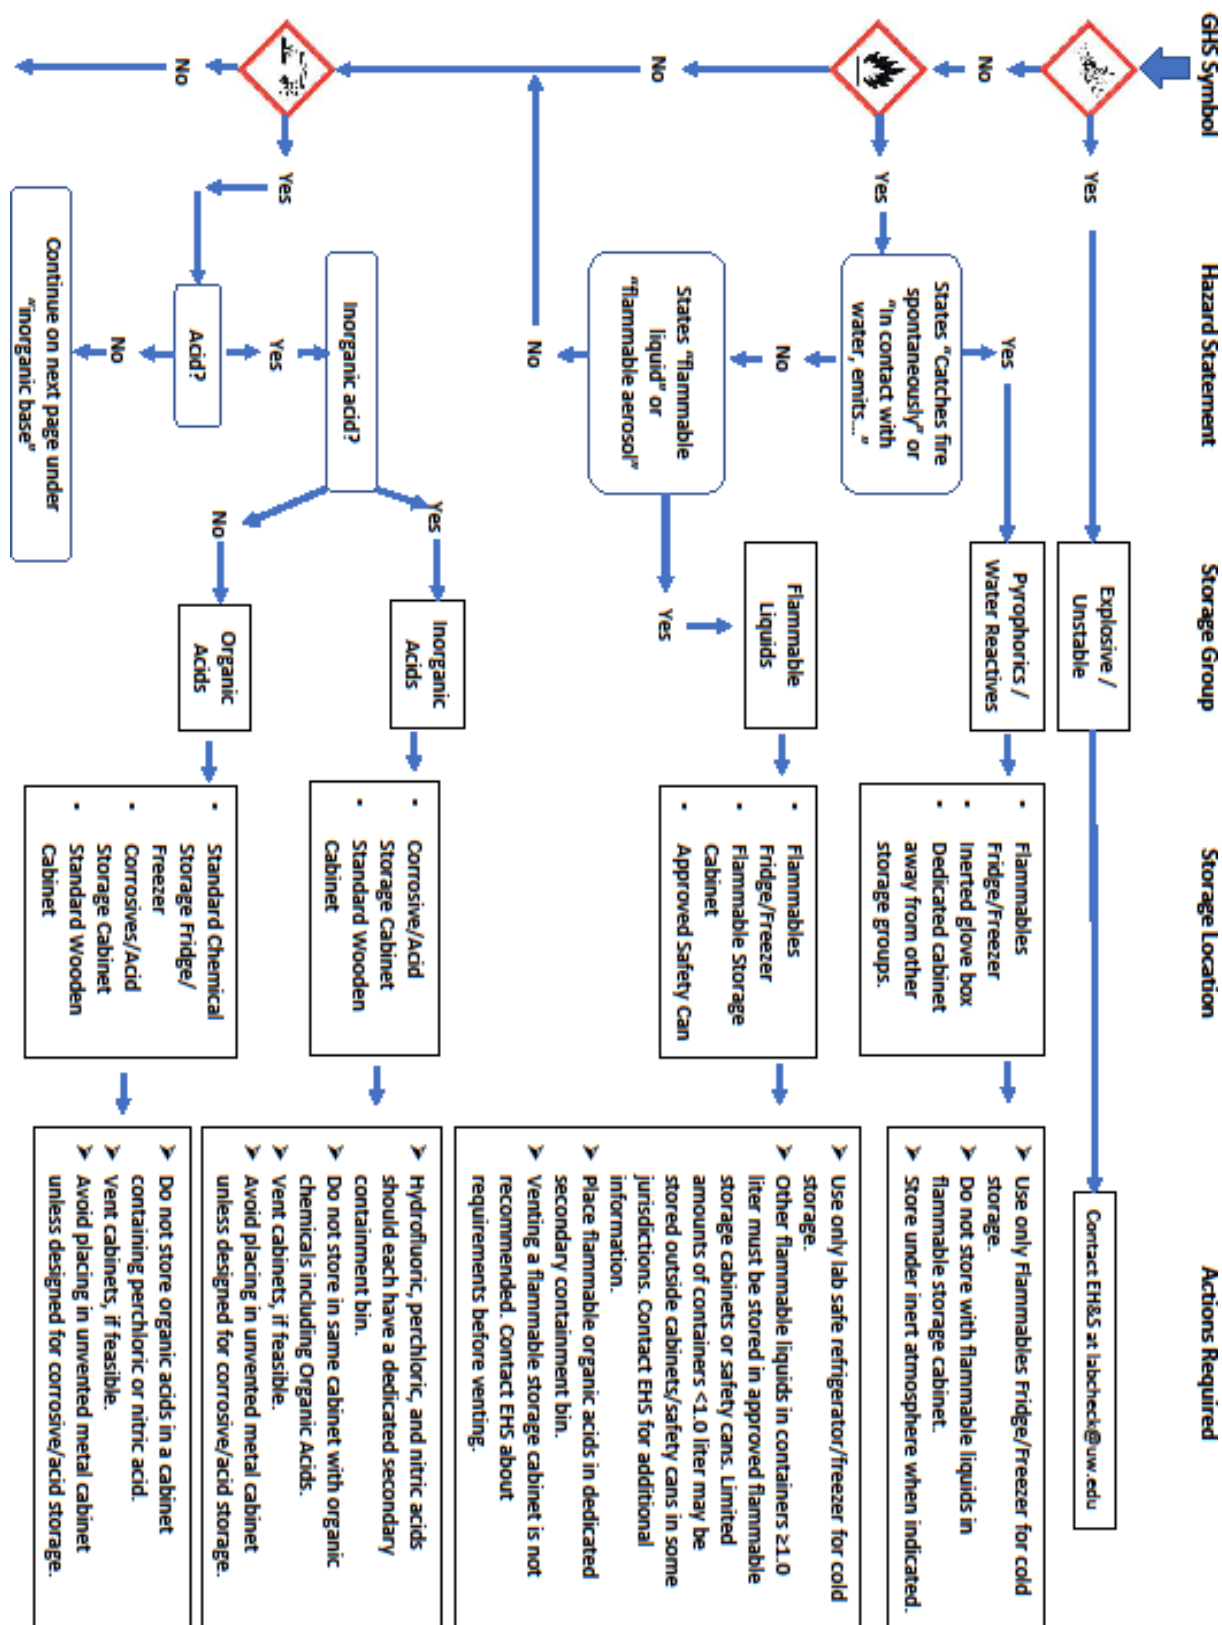 GHS Symbol
Hazard Statement
Storage Group
Storage Location
Actions Required
Yes
No
Explosive /
Unstable
Contact EH&S at labcheck@uw.edu
Yes
No
States “Catches fire
spontaneously” or
“In contact with
water, emits...”
Yes
No
Pyrophorics /
Water Reactives
▪ Flammables
Fridge/Freezer
▪ Inerted glove box
▪ Dedicated cabinet
away from other
storage groups.
➤ Use only Flammables Fridge/Freezer for cold
storage.
➤ Do not store with flammable liquids in
flammable storage cabinet.
➤ Store under inert atmosphere when indicated.
States “flammable
liquid” or
“flammable aerosol”
Yes
No
Flammable
Liquids
▪ Flammables
Fridge/Freezer
▪ Flammable Storage
Cabinet
▪ Approved Safety Can
➤ Use only lab safe refrigerator/freezer for cold
storage.
➤ Other flammable liquids in containers ≥1.0
liter must be stored in approved flammable
storage cabinets or safety cans. Limited
amounts of containers <1.0 liter may be
stored outside cabinets/safety cans in some
jurisdictions. Contact EHS for additional
information.
➤ Place flammable organic acids in dedicated
secondary containment bin.
➤ Venting a flammable storage cabinet is not
recommended. Contact EHS about
requirements before venting.
Yes
No
Inorganic acid?
Yes
No
Inorganic
Acids
▪ Corrosive/Acid
Storage Cabinet
▪ Standard Wooden
Cabinet
➤ Hydrofluoric, perchloric, and nitric acids
should each have a dedicated secondary
containment bin.
➤ Do not store in same cabinet with organic
chemicals including Organic Acids.
➤ Vent cabinets, if feasible.
➤ Avoid placing in unvented metal cabinet
unless designed for corrosive/acid storage.
Acid?
Yes
No
Organic
Acids
▪ Standard Chemical
Storage Fridge/
Freezer
▪ Corrosives/Acid
Storage Cabinet
▪ Standard Wooden
Cabinet
➤ Do not store organic acids in a cabinet
containing perchloric or nitric acid.
➤ Vent cabinets, if feasible.
➤ Avoid placing in unvented metal cabinet
unless designed for corrosive/acid storage.
Continue on next page under
“inorganic base”